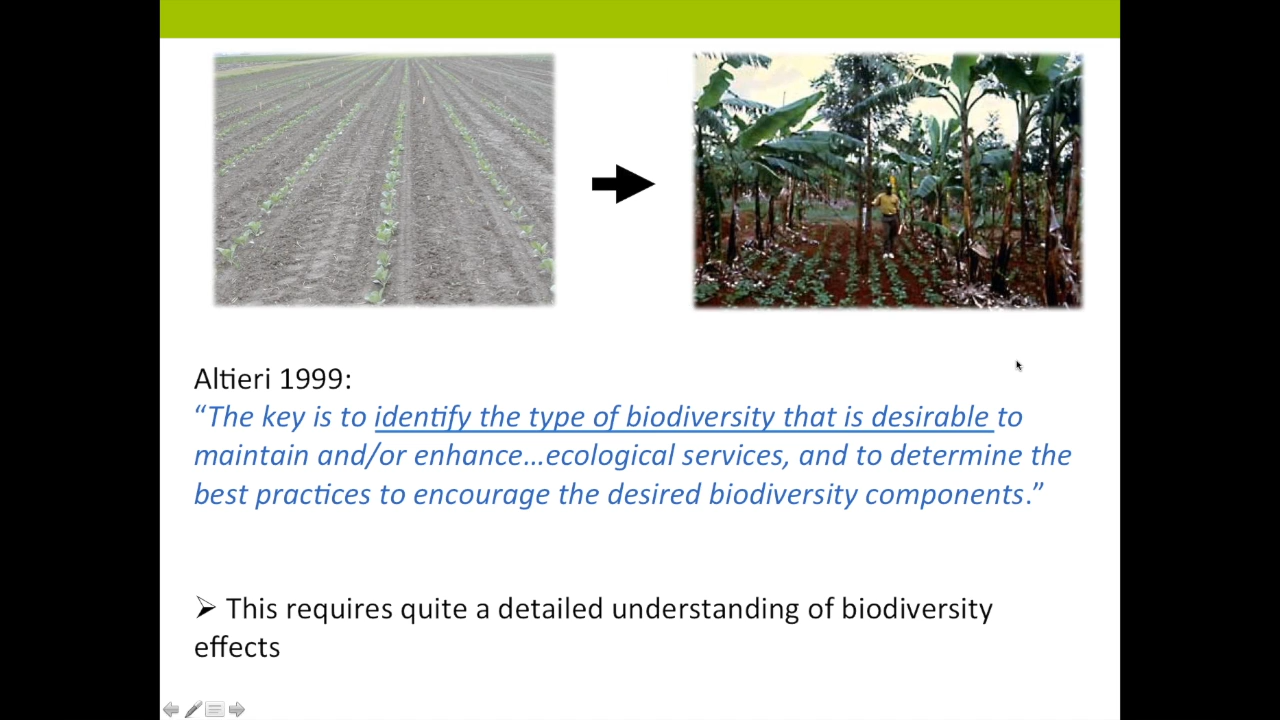 Altieri 1999:
“The key is to identify the type of biodiversity that is desirable to
maintain and/or enhance…ecological services, and to determine the
best practices to encourage the desired biodiversity components.”
➢ This requires quite a detailed understanding of biodiversity
effects